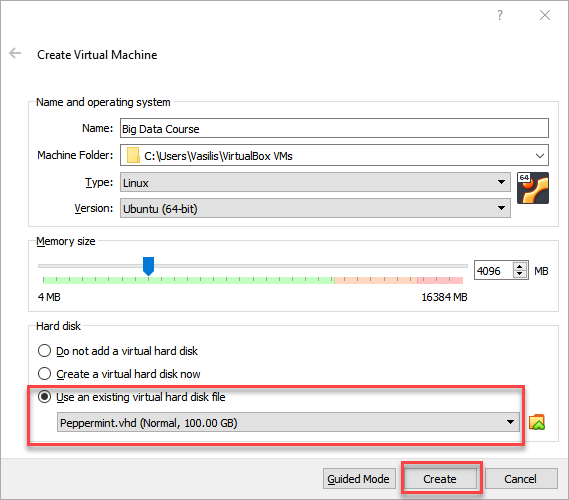 ?
Create Virtual Machine
Name and operating system
Name: Big Data Course
Machine Folder: C:\Users\Vasilis\VirtualBox VMs
Type: Linux
64
Version: Ubuntu (64-bit)
Memory size
4096 MB
4 MB 16384 MB
Hard disk
Do not add a virtual hard disk
Create a virtual hard disk now
Use an existing virtual hard disk file
Peppermint.vhd (Normal, 100.00 GB)
Guided Mode Create Cancel